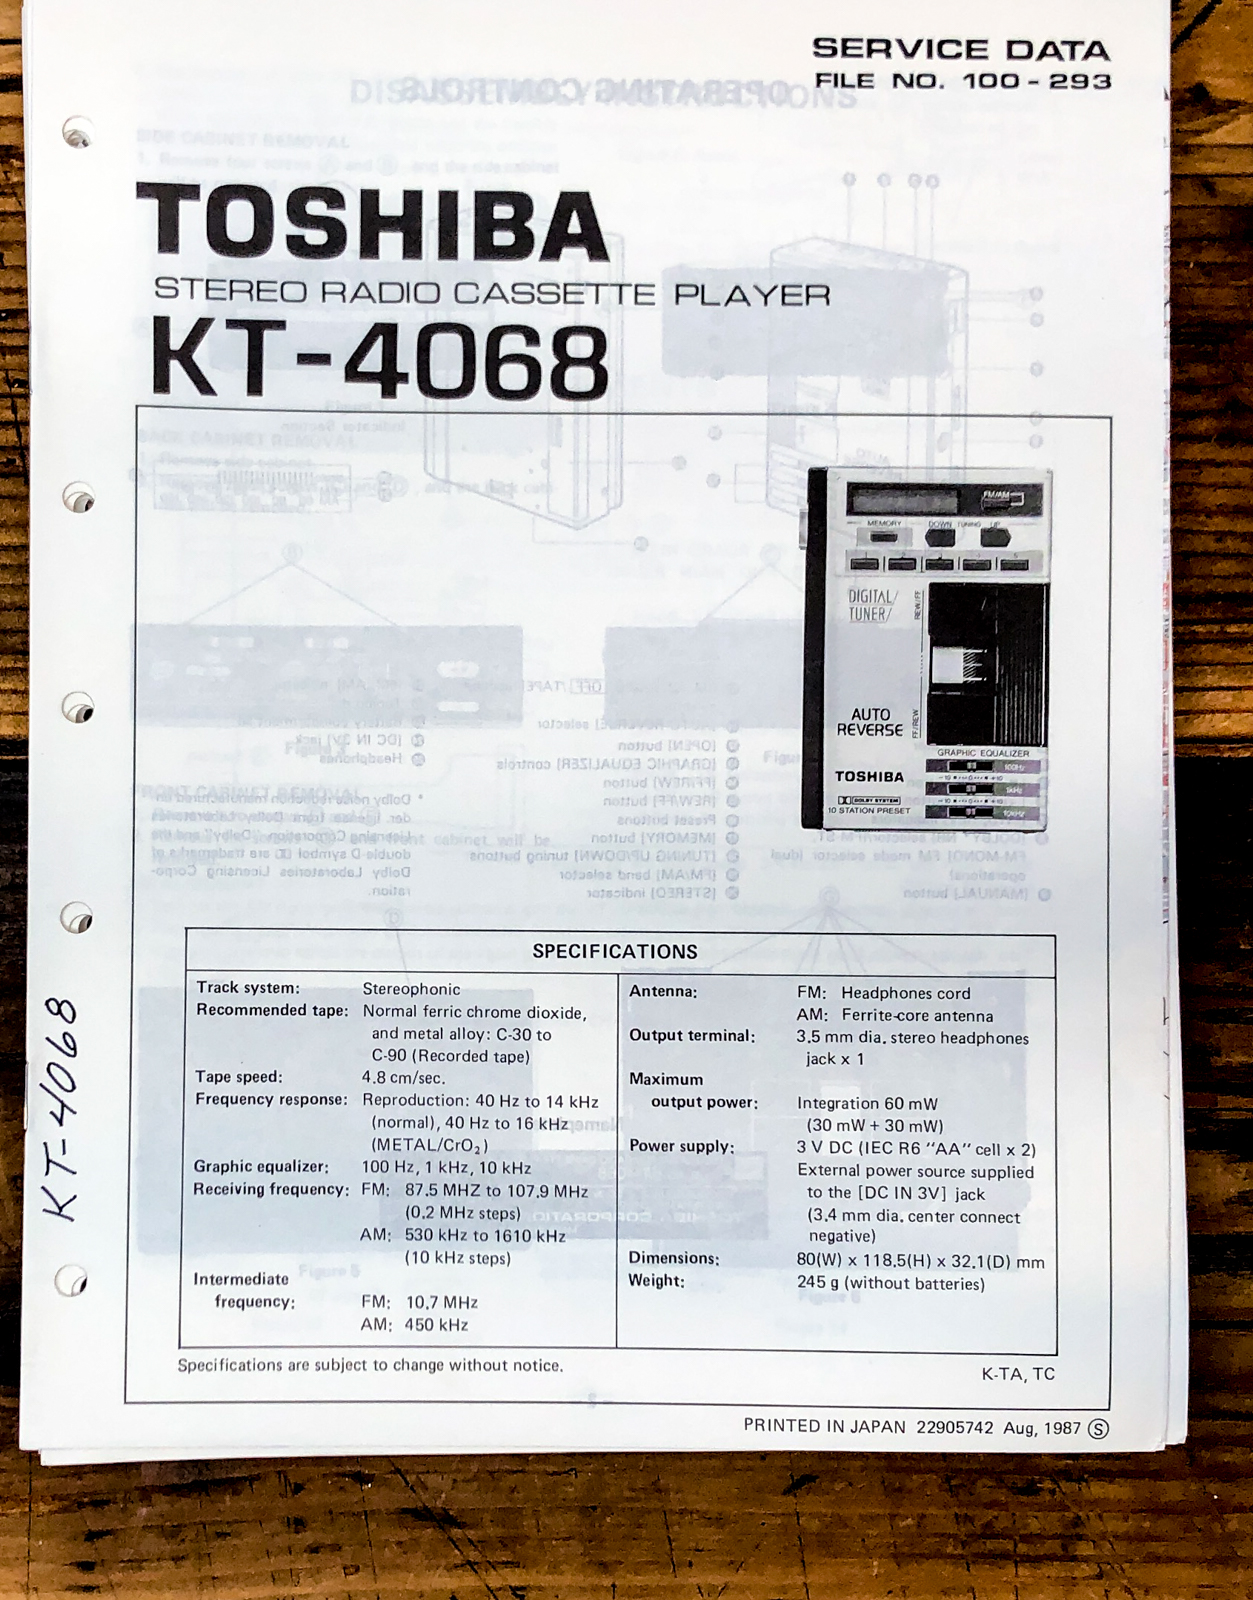 SERVICE DATA
FILE NO. 100-293
TOSHIBA
STEREO RADIO CASSETTE PLAYER
KT-4068
FM/AM
MEMORY
DOWN TUNING UP
DIGITAL/
TUNER/
REW/FF
AUTO
REVERSE
FF/REW
GRAPHIC EQUALIZER
TOSHIBA
100Hz
-10 0 +10
1kHz
DOLBY SYSTEM
-10 0 +10
10 STATION PRESET
10kHz
SPECIFICATIONS
Track system: Stereophonic
Recommended tape: Normal ferric chrome dioxide,
and metal alloy: C-30 to
C-90 (Recorded tape)
Tape speed: 4.8 cm/sec.
Frequency response: Reproduction: 40 Hz to 14 kHz
(normal), 40 Hz to 16 kHz
(METAL/CrO₂)
Graphic equalizer: 100 Hz, 1 kHz, 10 kHz
Receiving frequency: FM: 87.5 MHZ to 107.9 MHz
(0.2 MHz steps)
AM: 530 kHz to 1610 kHz
(10 kHz steps)
Intermediate
frequency: FM: 10.7 MHz
AM: 450 kHz
Antenna: FM: Headphones cord
AM: Ferrite-core antenna
Output terminal: 3.5 mm dia. stereo headphones
jack x 1
Maximum
output power: Integration 60 mW
(30 mW + 30 mW)
Power supply: 3 V DC (IEC R6 "AA" cell x 2)
External power source supplied
to the [DC IN 3V] jack
(3.4 mm dia. center connect
negative)
Dimensions: 80(W) x 118.5(H) x 32.1(D) mm
Weight: 245 g (without batteries)
Specifications are subject to change without notice.
K-TA, TC
PRINTED IN JAPAN 22905742 Aug, 1987 Ⓢ
KT-4068